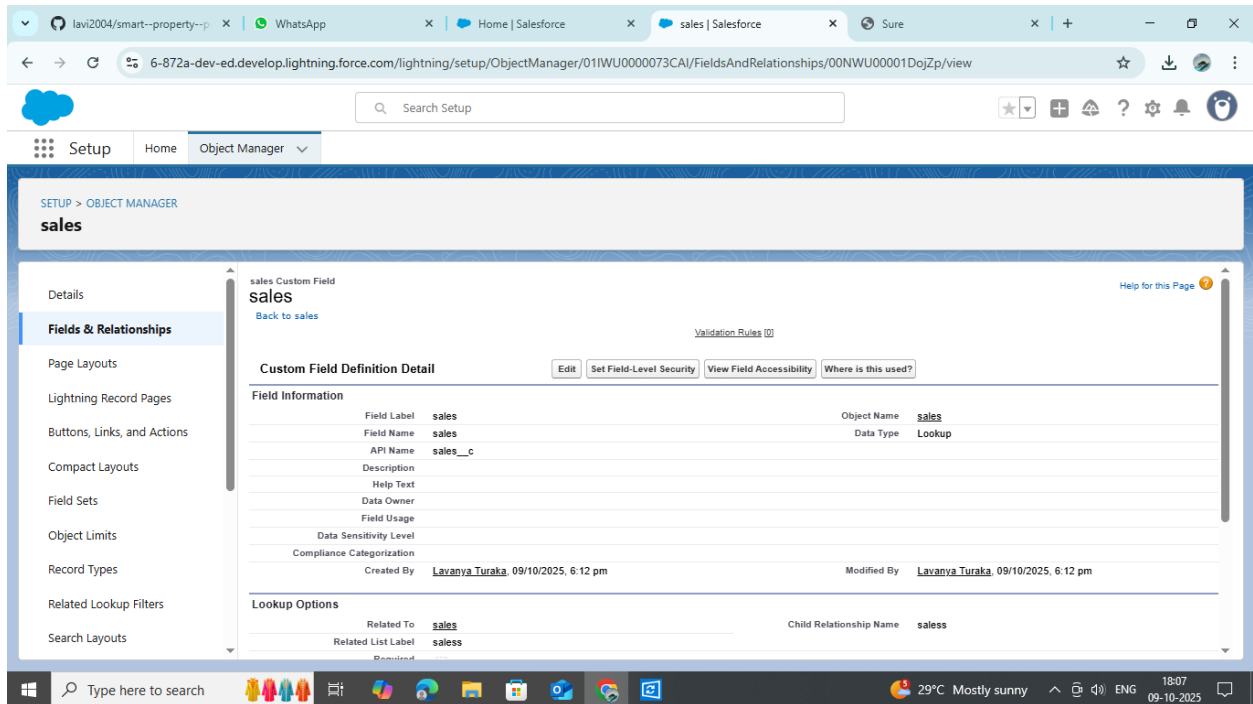 lavi2004/smart--property--p
WhatsApp
Home | Salesforce
sales | Salesforce
Sure
6-872a-dev-ed.develop.lightning.force.com/lightning/setup/ObjectManager/01IWU0000073CAI/FieldsAndRelationships/00NWU00001DojZp/view
Search Setup
Setup
Home
Object Manager
SETUP > OBJECT MANAGER
sales
Details
Fields & Relationships
Page Layouts
Lightning Record Pages
Buttons, Links, and Actions
Compact Layouts
Field Sets
Object Limits
Record Types
Related Lookup Filters
Search Layouts
sales Custom Field
sales
Back to sales
Help for this Page
Validation Rules [0]
Custom Field Definition Detail
Edit
Set Field-Level Security
View Field Accessibility
Where is this used?
Field Information
Field Label sales Object Name sales
Field Name sales Data Type Lookup
API Name sales__c
Description
Help Text
Data Owner
Field Usage
Data Sensitivity Level
Compliance Categorization
Created By Lavanya Turaka, 09/10/2025, 6:12 pm Modified By Lavanya Turaka, 09/10/2025, 6:12 pm
Lookup Options
Related To sales Child Relationship Name saless
Related List Label saless
Required
Type here to search
29°C Mostly sunny
ENG
18:07
09-10-2025